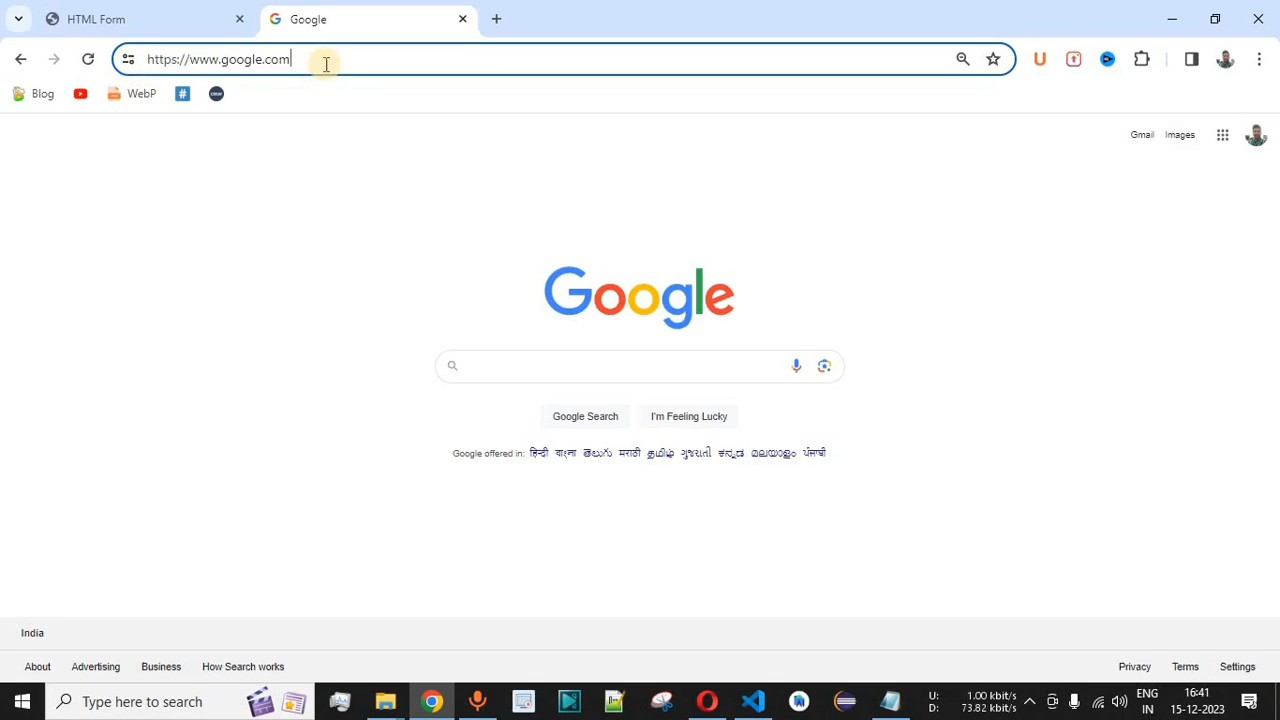 HTML Form
Google
https://www.google.com
Blog
WebP
#
Gmail Images
Google
Google Search I'm Feeling Lucky
Google offered in: हिन्दी বাংলা తెలుగు मराठी தமிழ் ગુજરાતી ಕನ್ನಡ മലയാളം ਪੰਜਾਬੀ
India
About Advertising Business How Search works Privacy Terms Settings
Type here to search
U: 1.00 kbit/s
D: 73.82 kbit/s
ENG
IN
16:41
15-12-2023